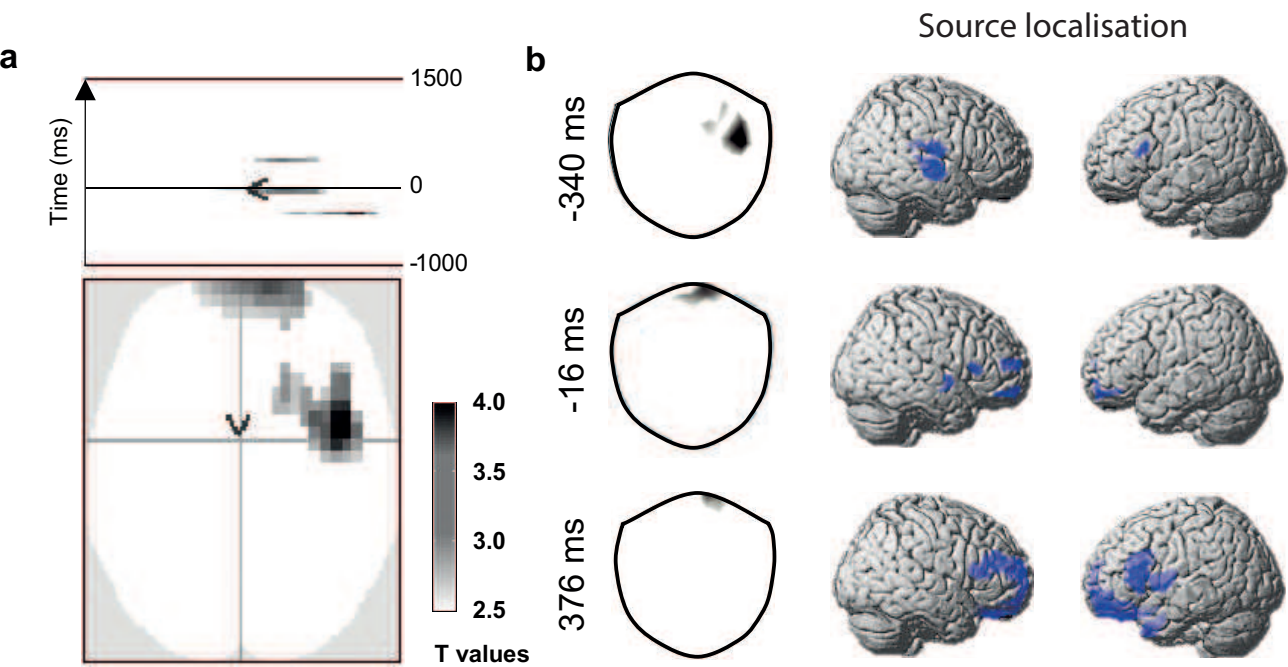 Source localisation
a
b
1500
Time (ms)
0
-1000
4.0
3.5
3.0
2.5
T values
-340 ms
-16 ms
376 ms